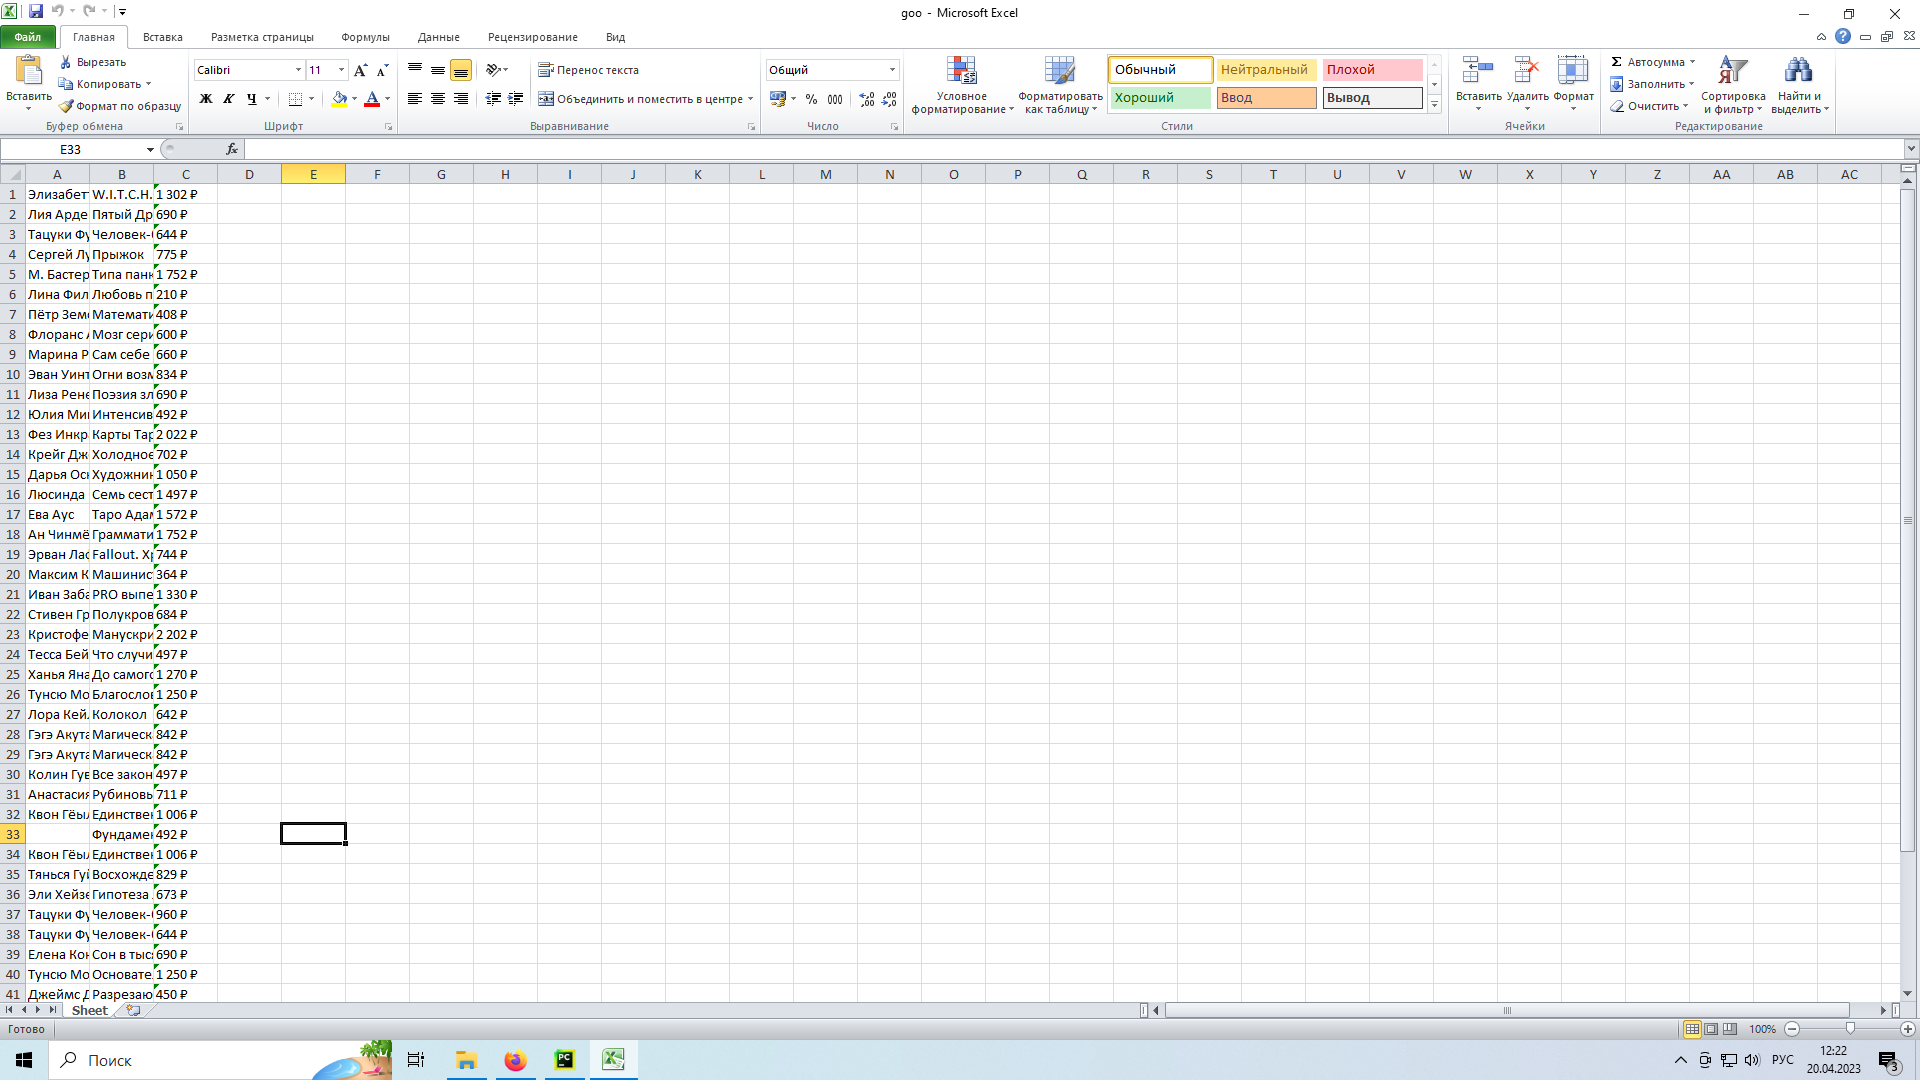 goo - Microsoft Excel
Файл Главная Вставка Разметка страницы Формулы Данные Рецензирование Вид
Вставить
Вырезать
Копировать
Формат по образцу
Буфер обмена
Calibri 11
Ж К Ч
Шрифт
Перенос текста
Объединить и поместить в центре
Выравнивание
Общий
% 000
Число
Условное форматирование
Форматировать как таблицу
Обычный Нейтральный Плохой
Хороший Ввод Вывод
Стили
Вставить Удалить Формат
Ячейки
Σ Автосумма
Заполнить
Очистить
Сортировка и фильтр
Найти и выделить
Редактирование
E33 fx
A B C D E F G H I J K L M N O P Q R S T U V W X Y Z AA AB AC
1 Элизабет W.I.T.C.H. 1 302 ₽
2 Лия Арде Пятый Др 690 ₽
3 Тацуки Фу Человек- 644 ₽
4 Сергей Лу Прыжок 775 ₽
5 М. Бастер Типа панк 1 752 ₽
6 Лина Фил Любовь п 210 ₽
7 Пётр Зем Математи 408 ₽
8 Флоранс Мозг сери 600 ₽
9 Марина Р Сам себе 660 ₽
10 Эван Уинт Огни возм 834 ₽
11 Лиза Рене Поэзия зл 690 ₽
12 Юлия Ми Интенсив 492 ₽
13 Фез Инкр Карты Тар 2 022 ₽
14 Крейг Дж Холодное 702 ₽
15 Дарья Ос Художни 1 050 ₽
16 Люсинда Семь сест 1 497 ₽
17 Ева Аус Таро Адам 1 572 ₽
18 Ан Чинмё Граммати 1 752 ₽
19 Эрван Ла Fallout. Х 744 ₽
20 Максим К Машинис 364 ₽
21 Иван Заба PRO выпе 1 330 ₽
22 Стивен Гр Полукров 684 ₽
23 Кристофе Манускри 2 202 ₽
24 Тесса Бей Что случи 497 ₽
25 Ханья Яна До самого 1 270 ₽
26 Тунсю Мо Благосло 1 250 ₽
27 Лора Кей Колокол 642 ₽
28 Гэгэ Акута Магическ 842 ₽
29 Гэгэ Акута Магическ 842 ₽
30 Колин Гу Все закон 497 ₽
31 Анастасия Рубиновь 711 ₽
32 Квон Гёы Единстве 1 006 ₽
33 Фундаме 492 ₽
34 Квон Гёы Единстве 1 006 ₽
35 Тянься Гу Восхожде 829 ₽
36 Эли Хейзе Гипотеза 673 ₽
37 Тацуки Фу Человек- 960 ₽
38 Тацуки Фу Человек- 644 ₽
39 Елена Ко Сон в тыс 690 ₽
40 Тунсю Мо Основате 1 250 ₽
41 Джеймс Д Разрезаю 450 ₽
Sheet
Готово 100%
Поиск PC РУС 12:22
20.04.2023 3